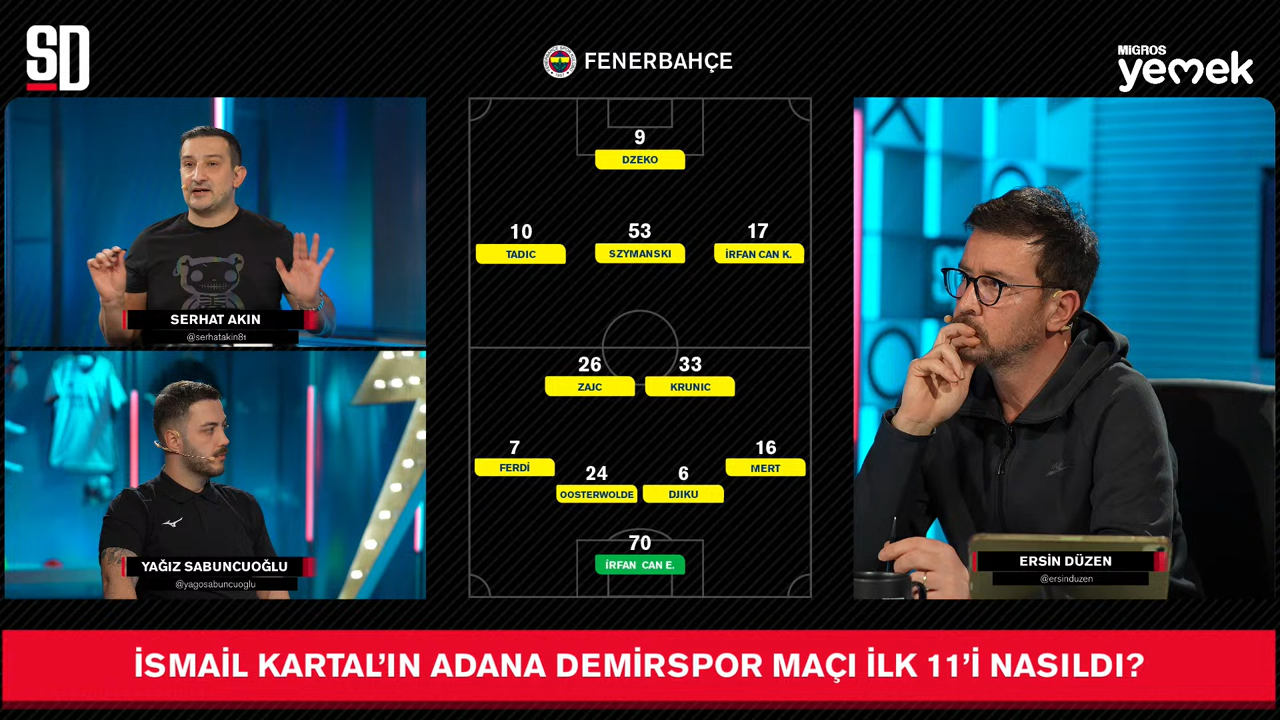 SD
FENERBAHÇE
MiGROS
yemek
9
DZEKO
10
TADIC
53
SZYMANSKI
17
İRFAN CAN K.
26
ZAJC
33
KRUNIC
7
FERDİ
24
OOSTERWOLDE
6
DJIKU
16
MERT
70
İRFAN CAN E.
SERHAT AKIN
@serhatakin81
YAĞIZ SABUNCUOĞLU
@yagosabuncuoglu
ERSİN DÜZEN
@ersinduzen
İSMAİL KARTAL'IN ADANA DEMİRSPOR MAÇI İLK 11'İ NASILDI?